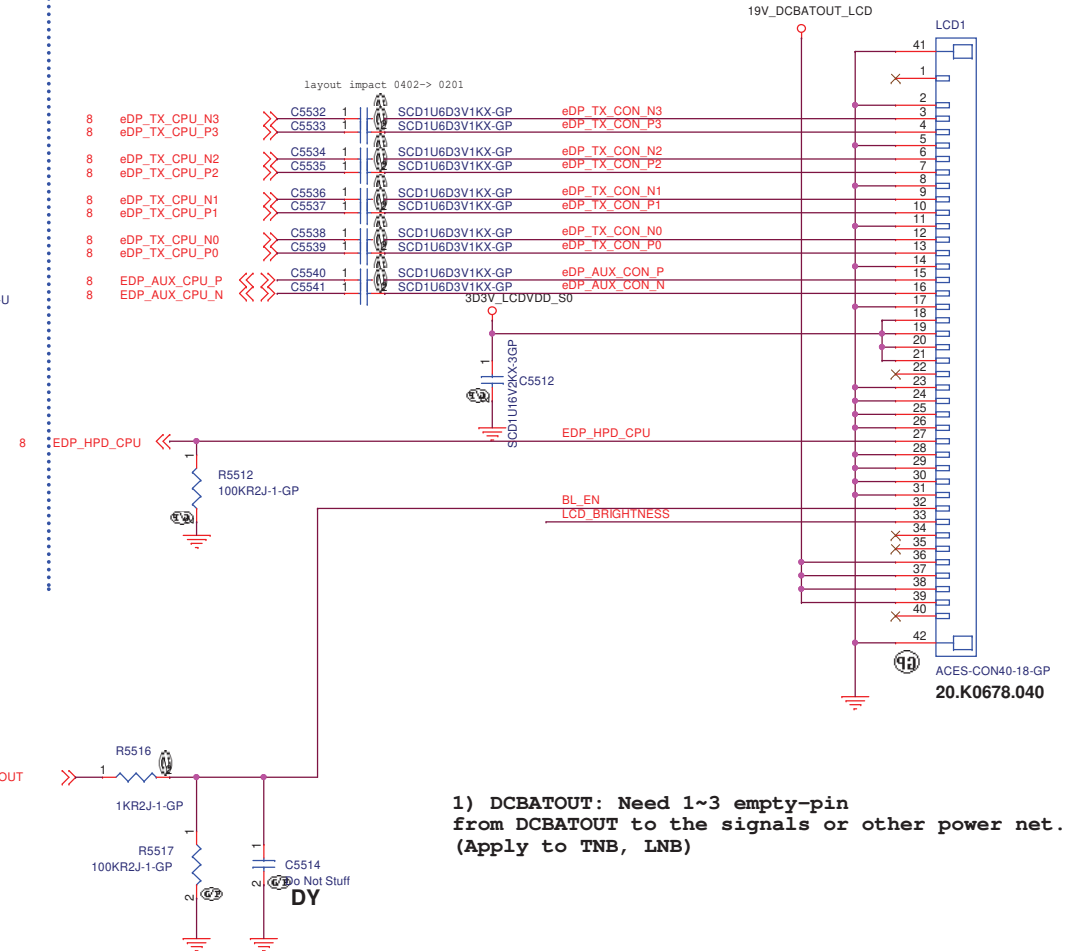 19V_DCBATOUT_LCD
LCD1
41
1
layout impact 0402-> 0201
2
8 eDP_TX_CPU_N3 C5532 1 SCD1U6D3V1KX-GP eDP_TX_CON_N3 3
8 eDP_TX_CPU_P3 C5533 1 SCD1U6D3V1KX-GP eDP_TX_CON_P3 4
5
8 eDP_TX_CPU_N2 C5534 1 SCD1U6D3V1KX-GP eDP_TX_CON_N2 6
8 eDP_TX_CPU_P2 C5535 1 SCD1U6D3V1KX-GP eDP_TX_CON_P2 7
8
8 eDP_TX_CPU_N1 C5536 1 SCD1U6D3V1KX-GP eDP_TX_CON_N1 9
8 eDP_TX_CPU_P1 C5537 1 SCD1U6D3V1KX-GP eDP_TX_CON_P1 10
11
8 eDP_TX_CPU_N0 C5538 1 SCD1U6D3V1KX-GP eDP_TX_CON_N0 12
8 eDP_TX_CPU_P0 C5539 1 SCD1U6D3V1KX-GP eDP_TX_CON_P0 13
14
8 EDP_AUX_CPU_P C5540 1 SCD1U6D3V1KX-GP eDP_AUX_CON_P 15
8 EDP_AUX_CPU_N C5541 1 SCD1U6D3V1KX-GP eDP_AUX_CON_N 16
3D3V_LCDVDD_S0
17
18
19
20
21
22
1
C5512
SCD1U16V2KX-3GP
23
24
25
26
8 EDP_HPD_CPU EDP_HPD_CPU 27
28
29
30
31
1
R5512
100KR2J-1-GP
BL_EN 32
LCD_BRIGHTNESS 33
34
35
36
37
38
39
40
42
GP
ACES-CON40-18-GP
20.K0678.040
R5516
OUT 1
1KR2J-1-GP
1) DCBATOUT: Need 1~3 empty-pin
from DCBATOUT to the signals or other power net.
(Apply to TNB, LNB)
1
R5517
100KR2J-1-GP
2
1
C5514
2
Do Not Stuff
DY